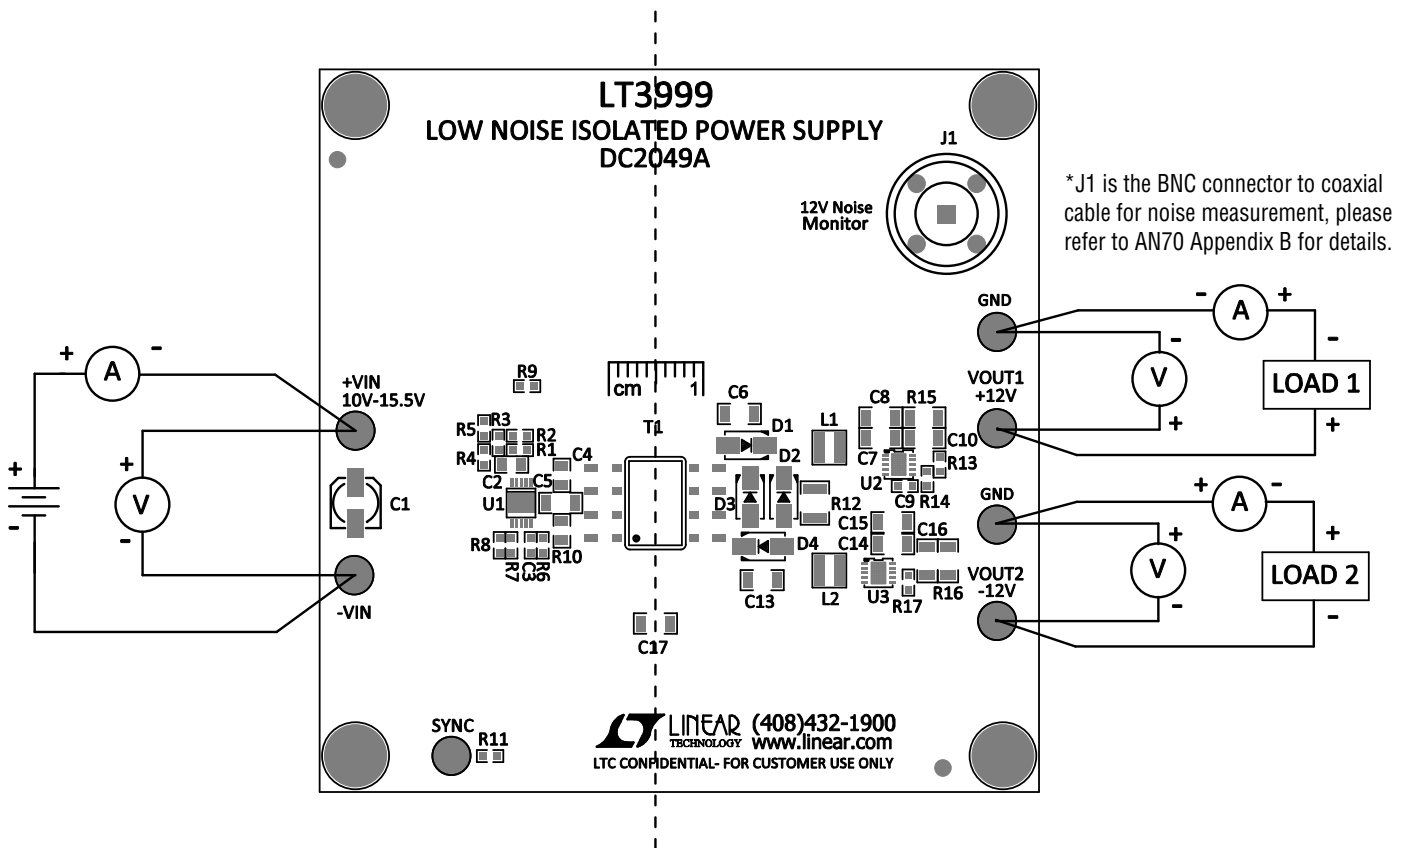 LT3999
LOW NOISE ISOLATED POWER SUPPLY
DC2049A
J1
12V Noise
Monitor
*J1 is the BNC connector to coaxial
cable for noise measurement, please
refer to AN70 Appendix B for details.
GND
- A +
-
LOAD 1
+
-
V
+
VOUT1
+12V
GND
+ A -
+
LOAD 2
-
+
V
-
VOUT2
-12V
+ A -
+VIN
10V-15.5V
+
-
+
V
-
C1
-VIN
R9
cm 1
T1
R5
R3
R2
R1
R4
C2
C5
C4
U1
R8
R7
C3
R6
R10
C6
D1
D2
D3
D4
R12
L1
L2
C13
C17
C8
R15
C10
C7
R13
U2
C9
R14
C15
C14
C16
U3
R17
R16
SYNC
R11
LT LINEAR
TECHNOLOGY
(408)432-1900
www.linear.com
LTC CONFIDENTIAL- FOR CUSTOMER USE ONLY